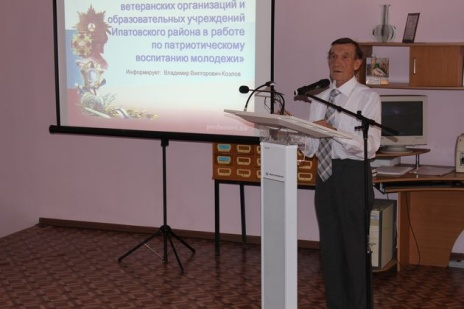 ветеранских организаций и
образовательных учреждений
Ипатовского района в работе
по патриотическому
воспитанию молодежи»
Информирует: Владимир Викторович Козлов